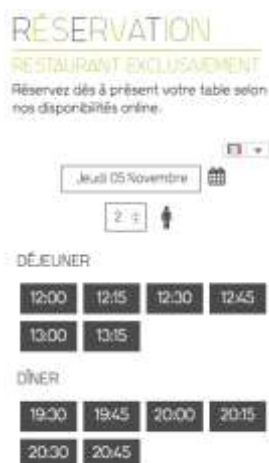 RÉSERVATION
RESTAURANT EXCLUSIVEMENT
Réservez dès à présent votre table selon
nos disponibilités online.
Jeudi 05 Novembre
2
DÉJEUNER
12:00 12:15 12:30 12:45
13:00 13:15
DÎNER
19:30 19:45 20:00 20:15
20:30 20:45